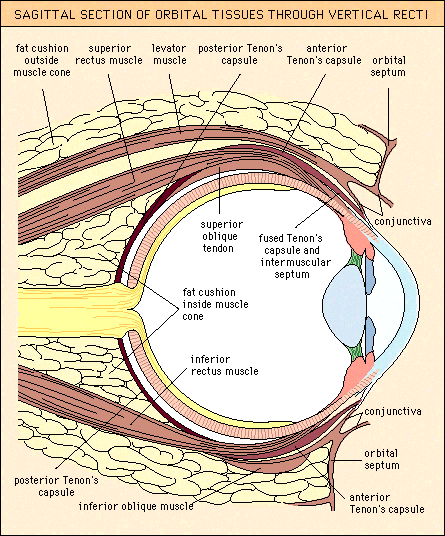 SAGITTAL SECTION OF ORBITAL TISSUES THROUGH VERTICAL RECTI
fat cushion
outside
muscle cone
superior
rectus muscle
levator
muscle
posterior Tenon's
capsule
anterior
Tenon's capsule
orbital
septum
conjunctiva
superior
oblique
tendon
fused Tenon's
capsule and
intermuscular
septum
fat cushion
inside muscle
cone
inferior
rectus muscle
conjunctiva
orbital
septum
posterior Tenon's
capsule
inferior oblique muscle
anterior
Tenon's capsule